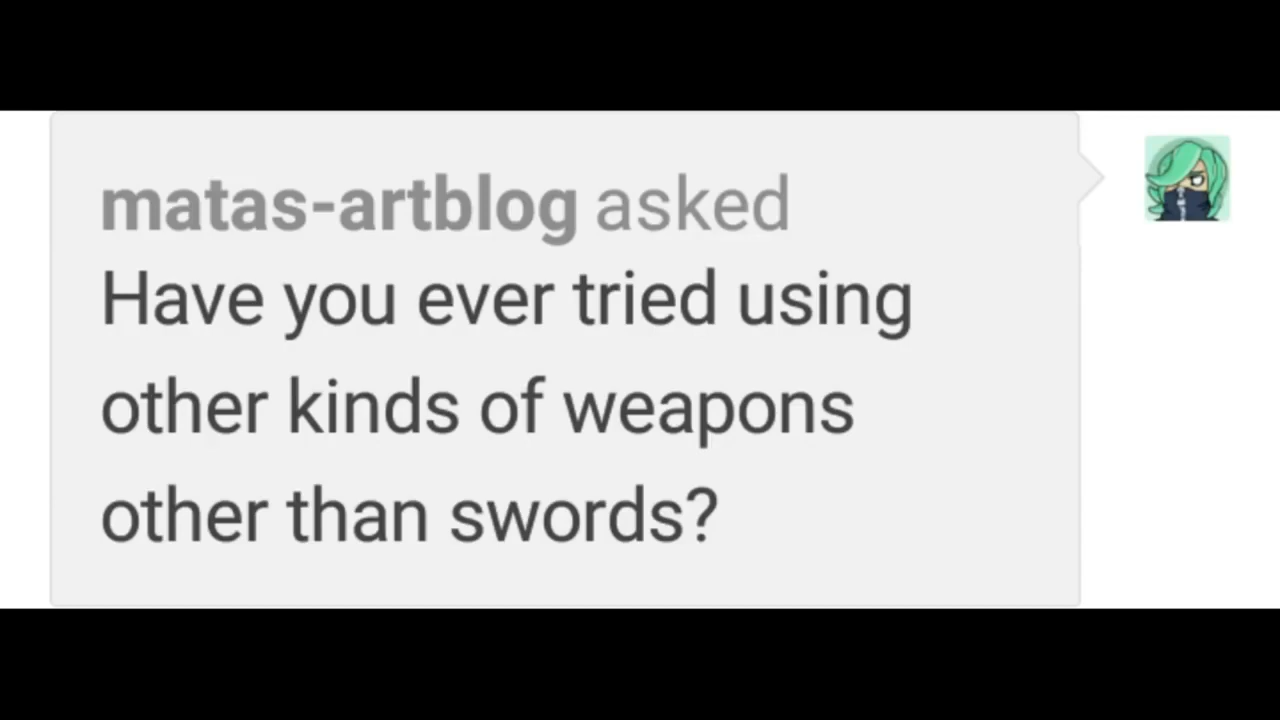 matas-artblog asked
Have you ever tried using
other kinds of weapons
other than swords?